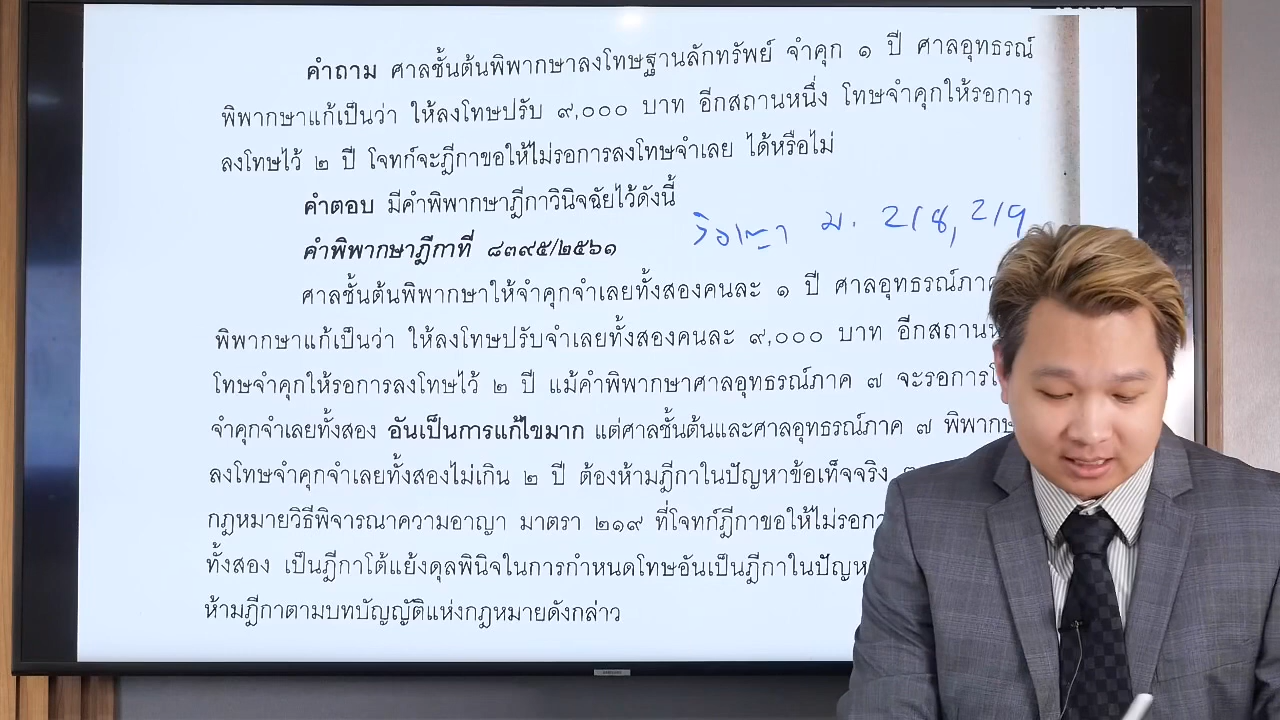 คำถาม ศาลชั้นต้นพิพากษาลงโทษฐานลักทรัพย์ จำคุก ๑ ปี ศาลอุทธรณ์
พิพากษาแก้เป็นว่า ให้ลงโทษปรับ ๙,๐๐๐ บาท อีกสถานหนึ่ง โทษจำคุกให้รอการ
ลงโทษไว้ ๒ ปี โจทก์จะฎีกาขอให้ไม่รอการลงโทษจำเลย ได้หรือไม่
คำตอบ มีคำพิพากษาฎีกาวินิจฉัยไว้ดังนี้
ม. 218, 219
คำพิพากษาฎีกาที่ ๘๓๙๕/๒๕๖๑
ศาลชั้นต้นพิพากษาให้จำคุกจำเลยทั้งสองคนละ ๑ ปี ศาลอุทธรณ์ภาค
พิพากษาแก้เป็นว่า ให้ลงโทษปรับจำเลยทั้งสองคนละ ๙,๐๐๐ บาท อีกสถาน
โทษจำคุกให้รอการลงโทษไว้ ๒ ปี แม้คำพิพากษาศาลอุทธรณ์ภาค ๗ จะรอการ
จำคุกจำเลยทั้งสอง อันเป็นการแก้ไขมาก แต่ศาลชั้นต้นและศาลอุทธรณ์ภาค ๗ พิพากษา
ลงโทษจำคุกจำเลยทั้งสองไม่เกิน ๒ ปี ต้องห้ามฎีกาในปัญหาข้อเท็จจริง
กฎหมายวิธีพิจารณาความอาญา มาตรา ๒๑๙ ที่โจทก์ฎีกาขอให้ไม่รอ
ทั้งสอง เป็นฎีกาโต้แย้งดุลพินิจในการกำหนดโทษอันเป็นฎีกาใน
ห้ามฎีกาตามบทบัญญัติแห่งกฎหมายดังกล่าว